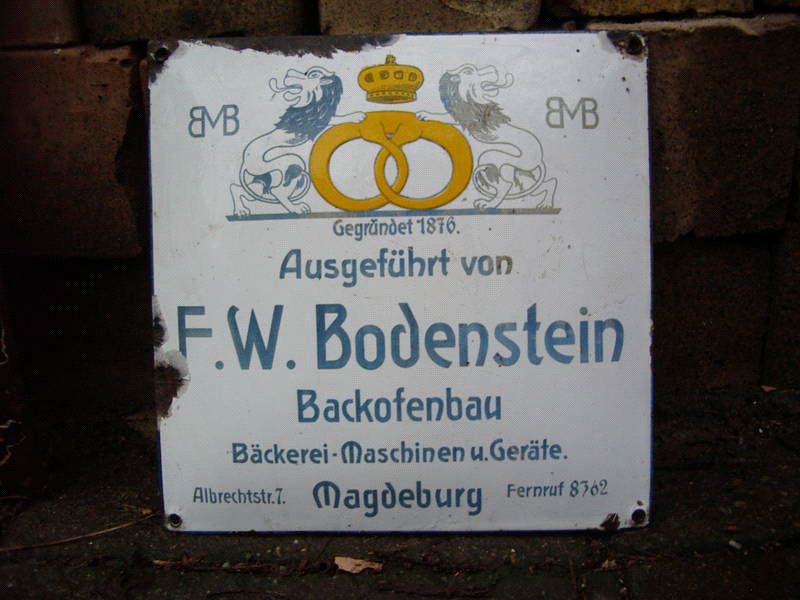 BMB BMB
Gegründet 1876.
Ausgeführt von
F.W. Bodenstein
Backofenbau
Bäckerei-Maschinen u. Geräte.
Albrechtstr. 7. Magdeburg Fernruf 8362